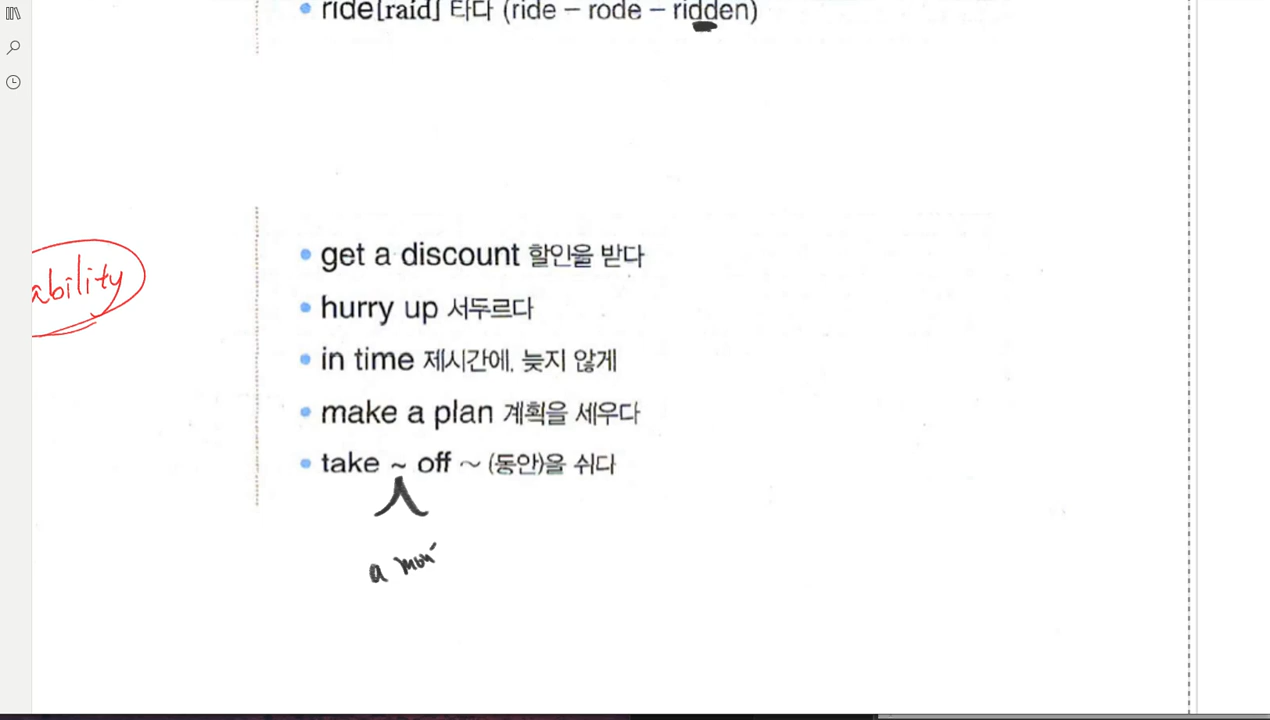 ride[raid] 타다 (ride – rode – ridden)
ability
get a discount 할인을 받다
hurry up 서두르다
in time 제시간에, 늦지 않게
make a plan 계획을 세우다
take ~ off ~ (동안)을 쉬다
a